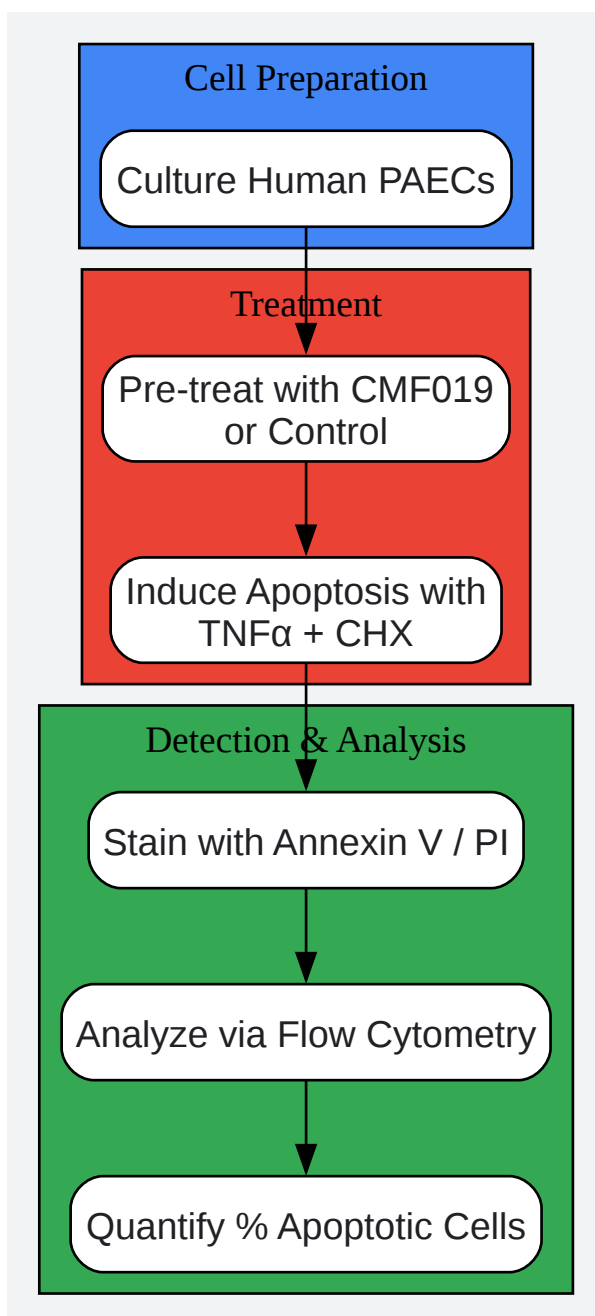 Cell Preparation
Culture Human PAECs
Treatment
Pre-treat with CMF019
or Control
Induce Apoptosis with
TNFα + CHX
Detection & Analysis
Stain with Annexin V / PI
Analyze via Flow Cytometry
Quantify % Apoptotic Cells